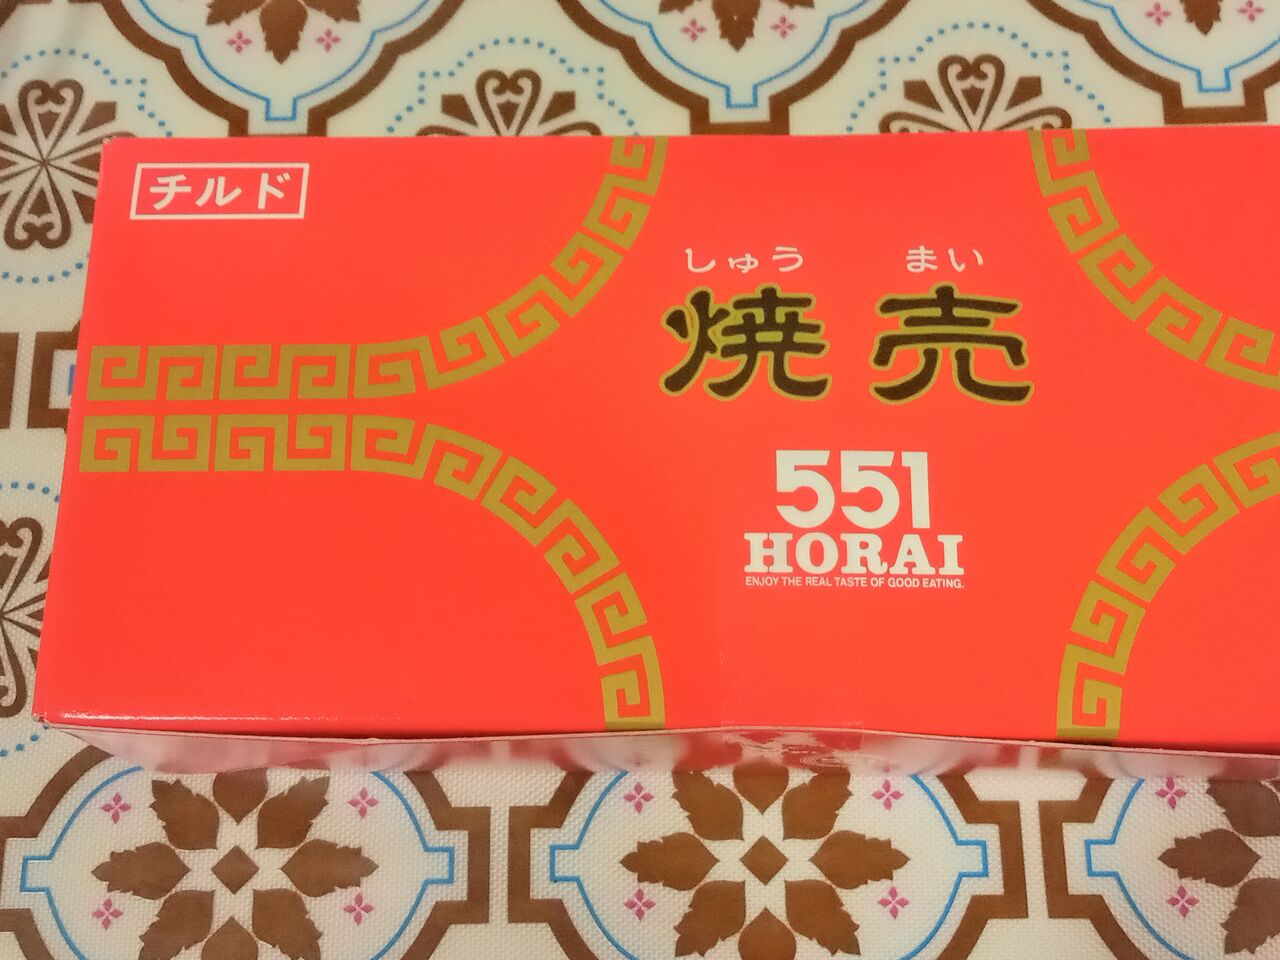 チルド
しゅう まい
焼売
551
HORAI
ENJOY THE REAL TASTE OF GOOD EATING.